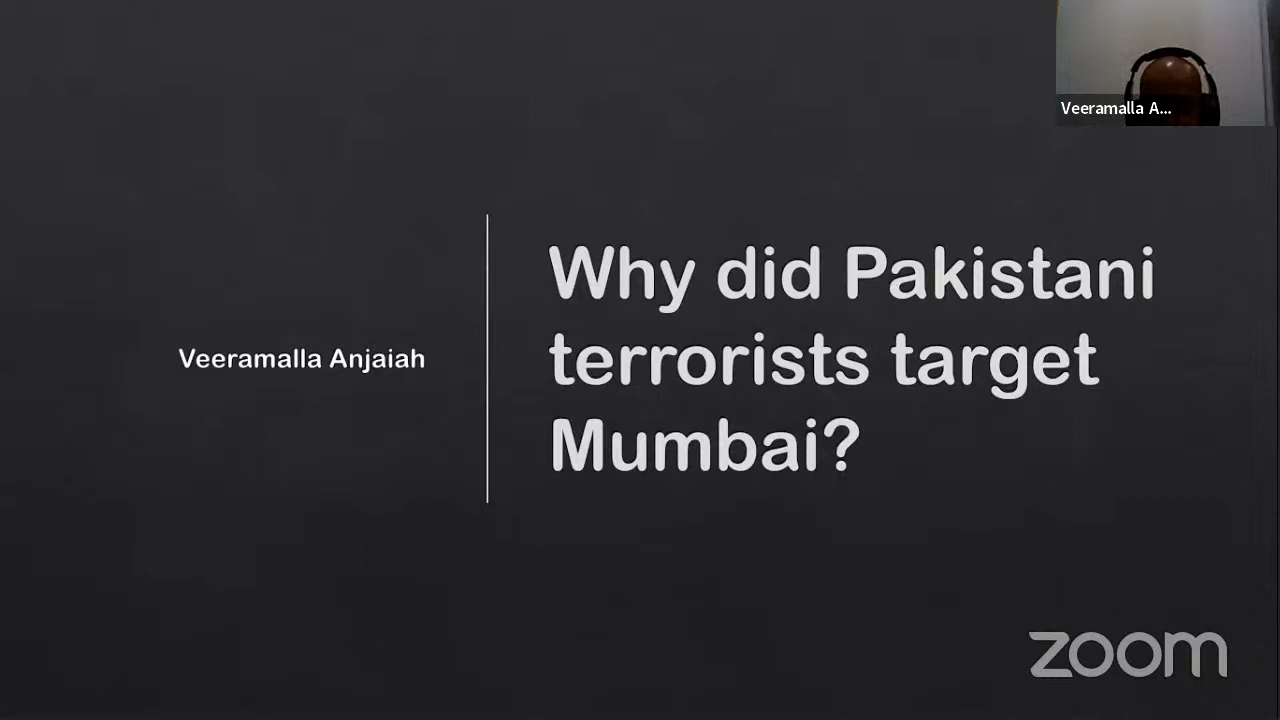 Veeramalla A...
Veeramalla Anjaiah
Why did Pakistani
terrorists target
Mumbai?
zoom